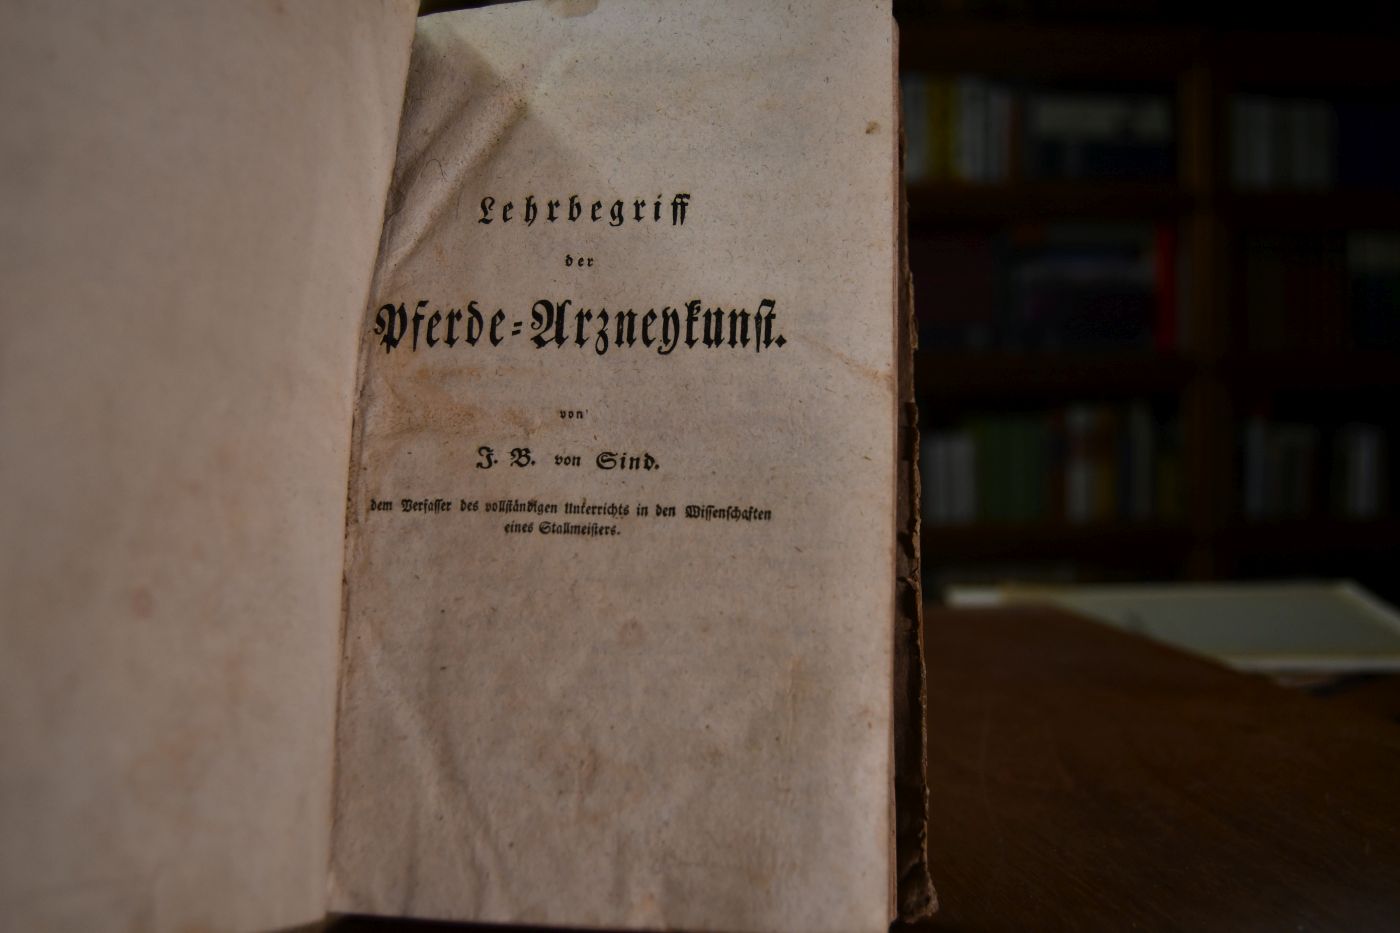 Lehrbegriff
der
Pferde-Arzneykunst.
von
J. B. von Sind.
dem Verfasser des vollständigen Unterrichts in den Wissenschaften
eines Stallmeisters.